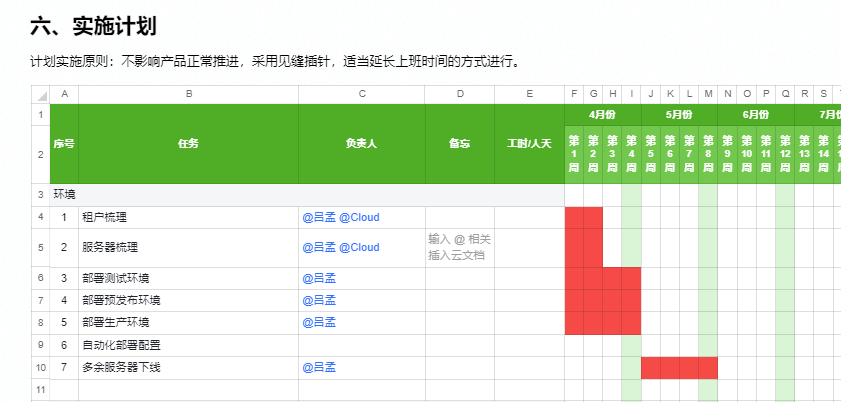 六、实施计划
计划实施原则：不影响产品正常推进，采用见缝插针，适当延长上班时间的方式进行。
A B C D E F G H I J K L M N O P Q R S
1 序号 任务 负责人 备忘 工时/人天 4月份 5月份 6月份
2 第1周 第2周 第3周 第4周 第5周 第6周 第7周 第8周 第9周 第10周 第11周 第12周 第13周 第14周
3 环境
4 1 租户梳理 @吕孟 @Cloud
5 2 服务器梳理 @吕孟 @Cloud 输入 @ 相关
插入云文档
6 3 部署测试环境 @吕孟
7 4 部署预发布环境 @吕孟
8 5 部署生产环境 @吕孟
9 6 自动化部署配置
10 7 多余服务器下线 @吕孟
11